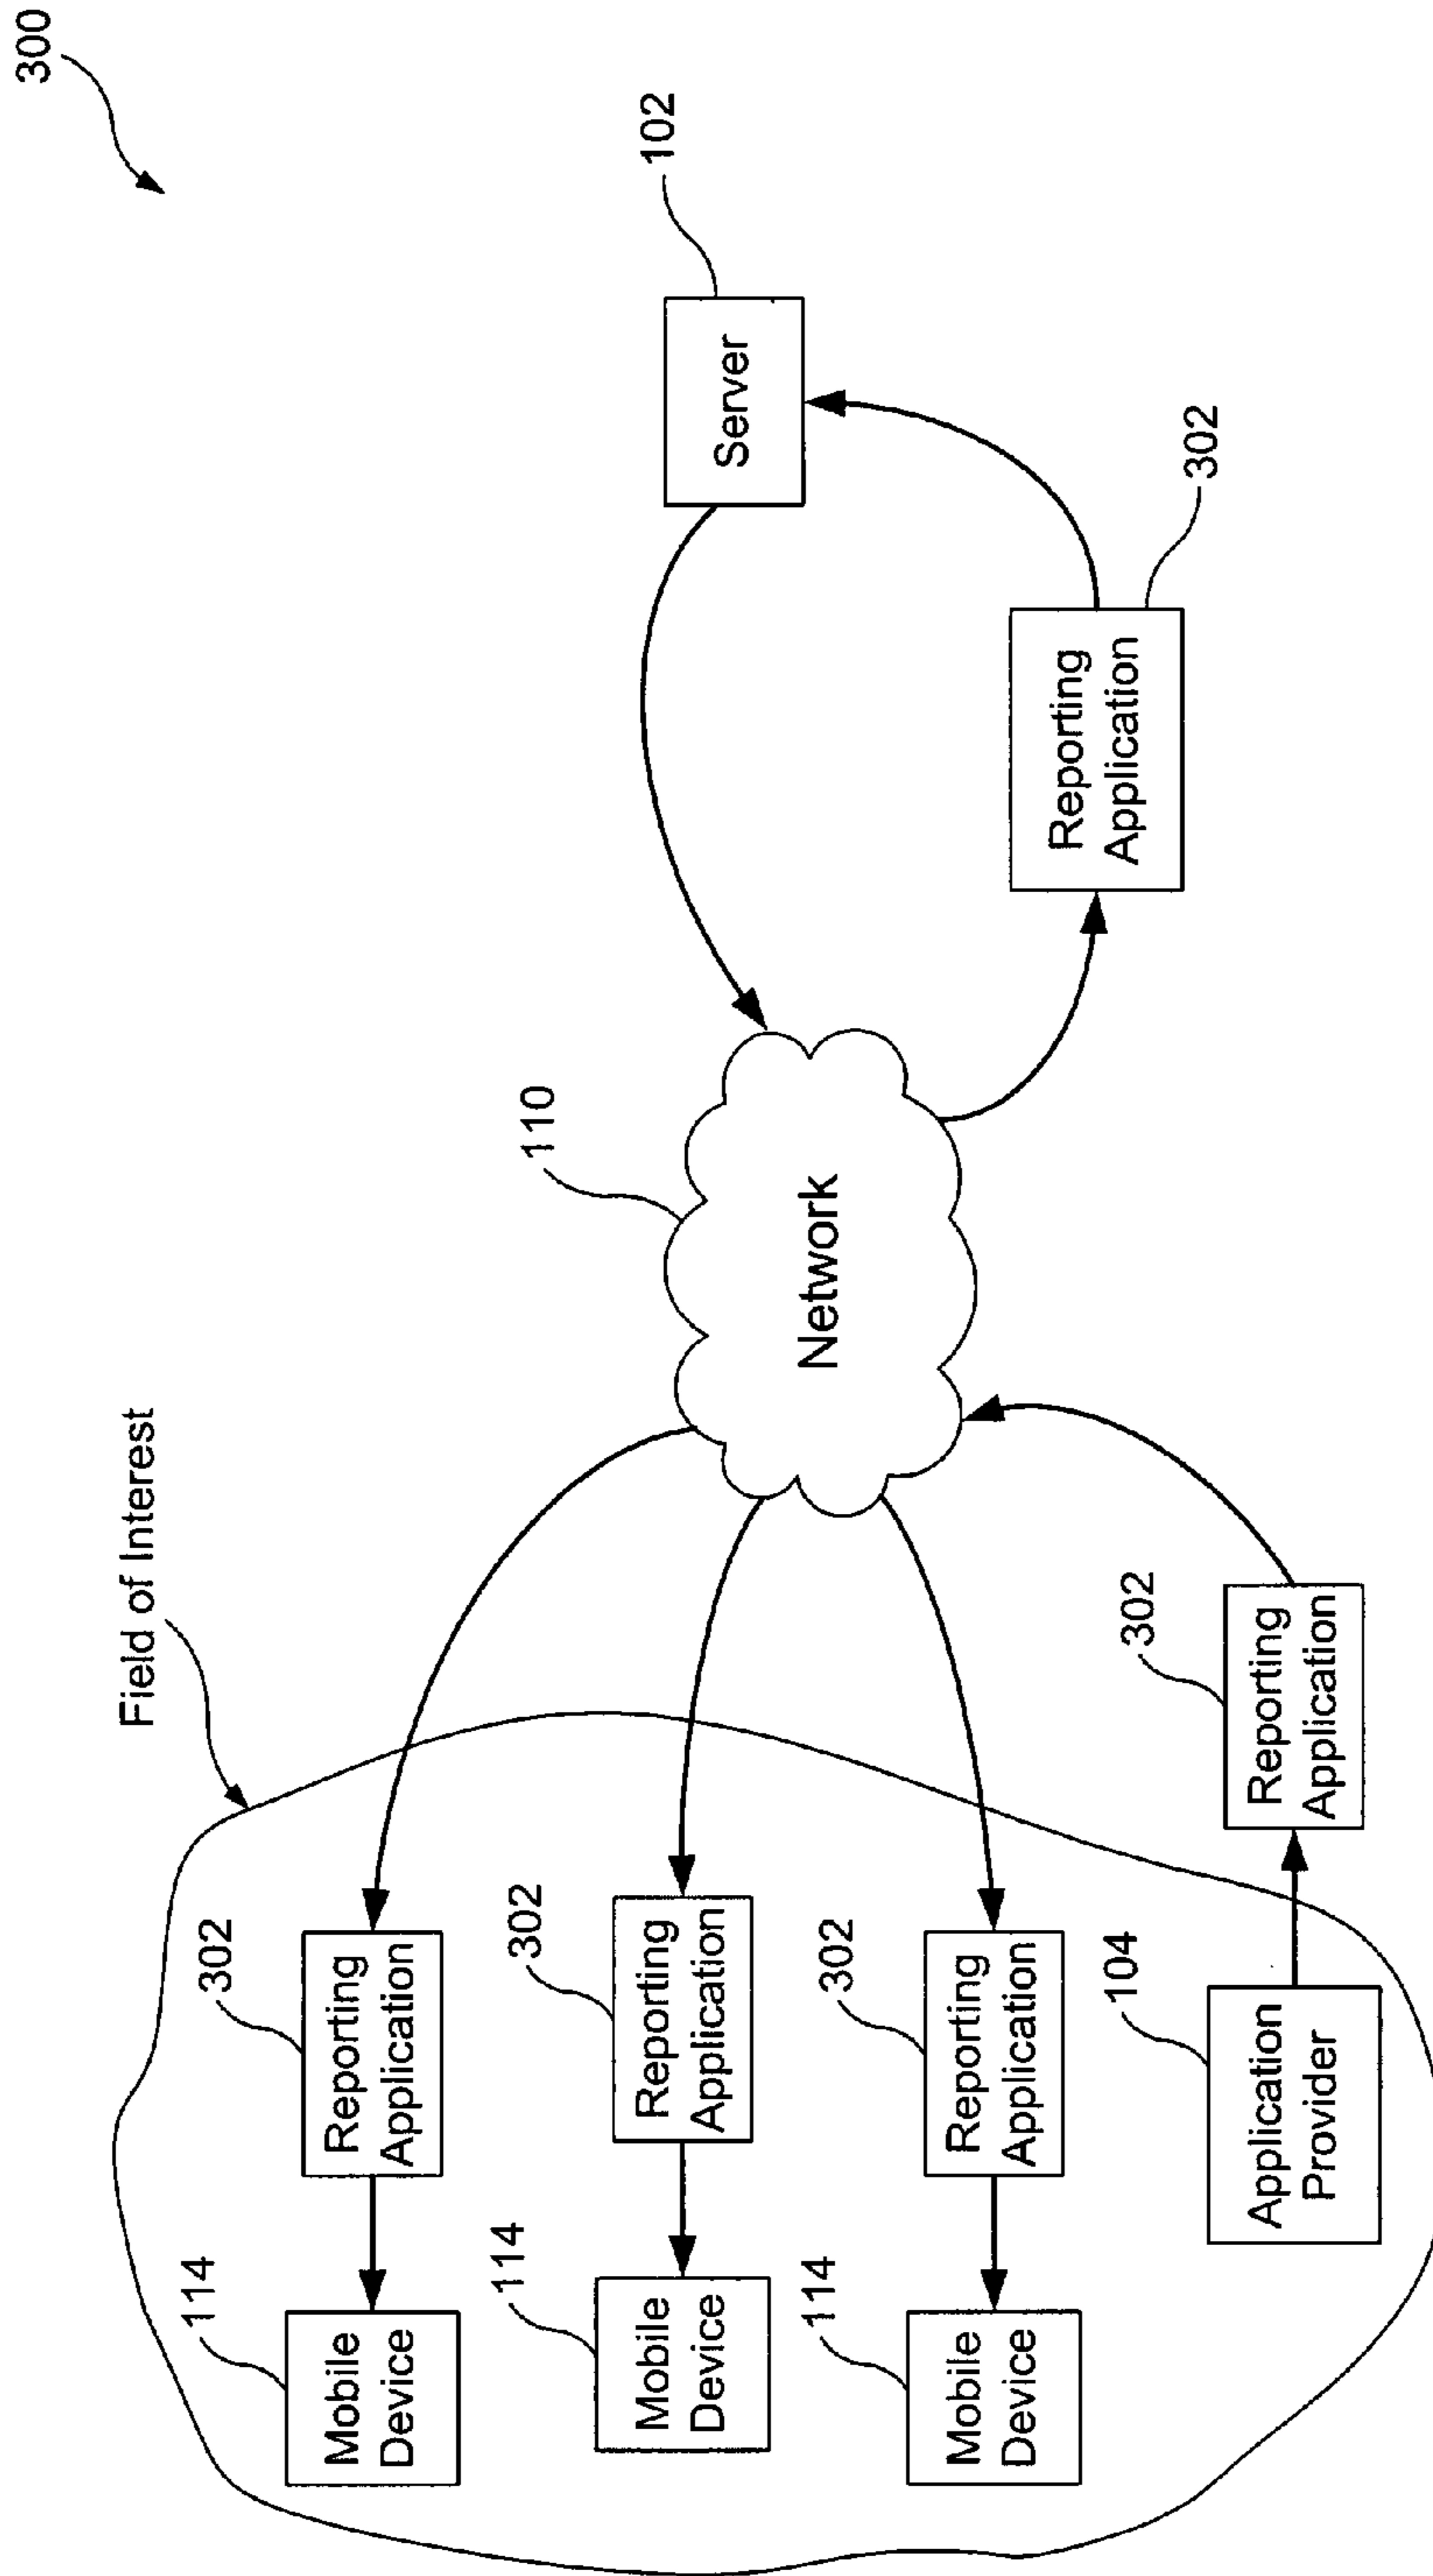 300
Field of Interest
114
Mobile
Device
302
Reporting
Application
114
Mobile
Device
302
Reporting
Application
110
Network
102
Server
114
Mobile
Device
302
Reporting
Application
104
Application
Provider
302
Reporting
Application
302
Reporting
Application